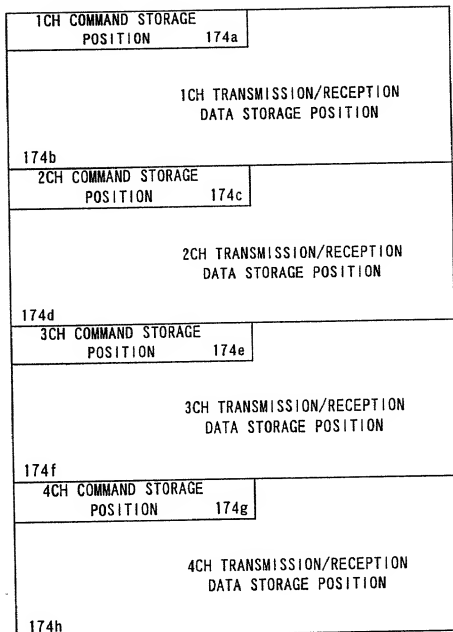 1CH COMMAND STORAGE
POSITION 174a
1CH TRANSMISSION/RECEPTION
DATA STORAGE POSITION
174b
2CH COMMAND STORAGE
POSITION 174c
2CH TRANSMISSION/RECEPTION
DATA STORAGE POSITION
174d
3CH COMMAND STORAGE
POSITION 174e
3CH TRANSMISSION/RECEPTION
DATA STORAGE POSITION
174f
4CH COMMAND STORAGE
POSITION 174g
4CH TRANSMISSION/RECEPTION
DATA STORAGE POSITION
174h